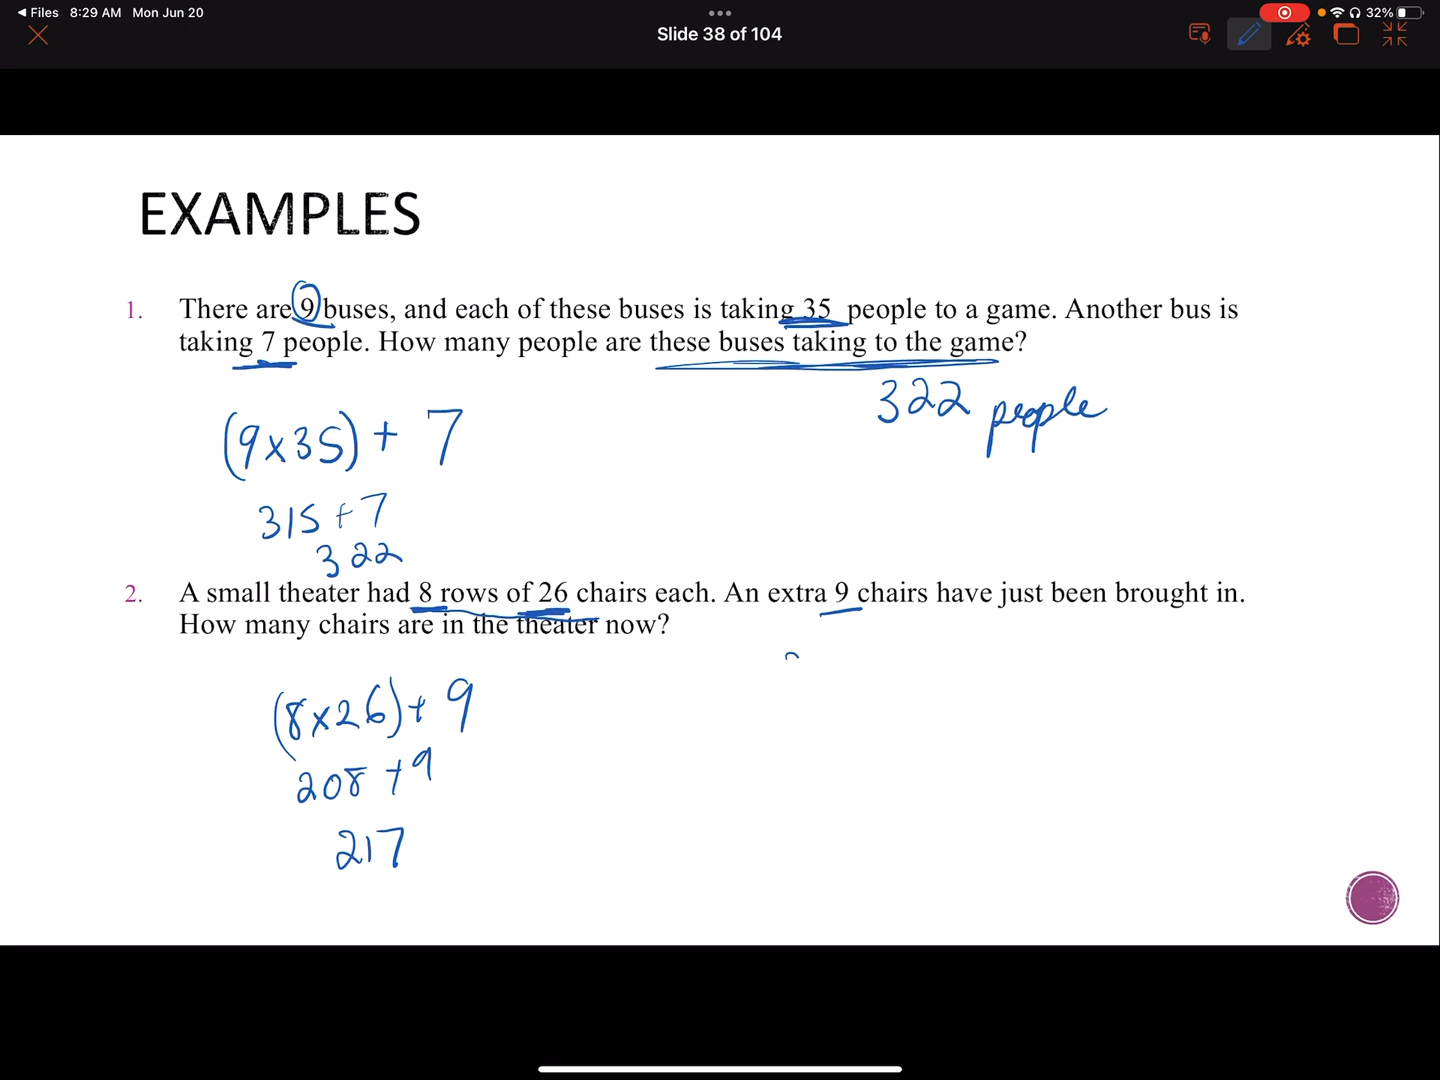 Files 8:29 AM Mon Jun 20
32%
Slide 38 of 104
EXAMPLES
1. There are 9 buses, and each of these buses is taking 35 people to a game. Another bus is
taking 7 people. How many people are these buses taking to the game?
322 people
(9x35) + 7
315 + 7
322
2. A small theater had 8 rows of 26 chairs each. An extra 9 chairs have just been brought in.
How many chairs are in the theater now?
(8x26) + 9
208 + 9
217